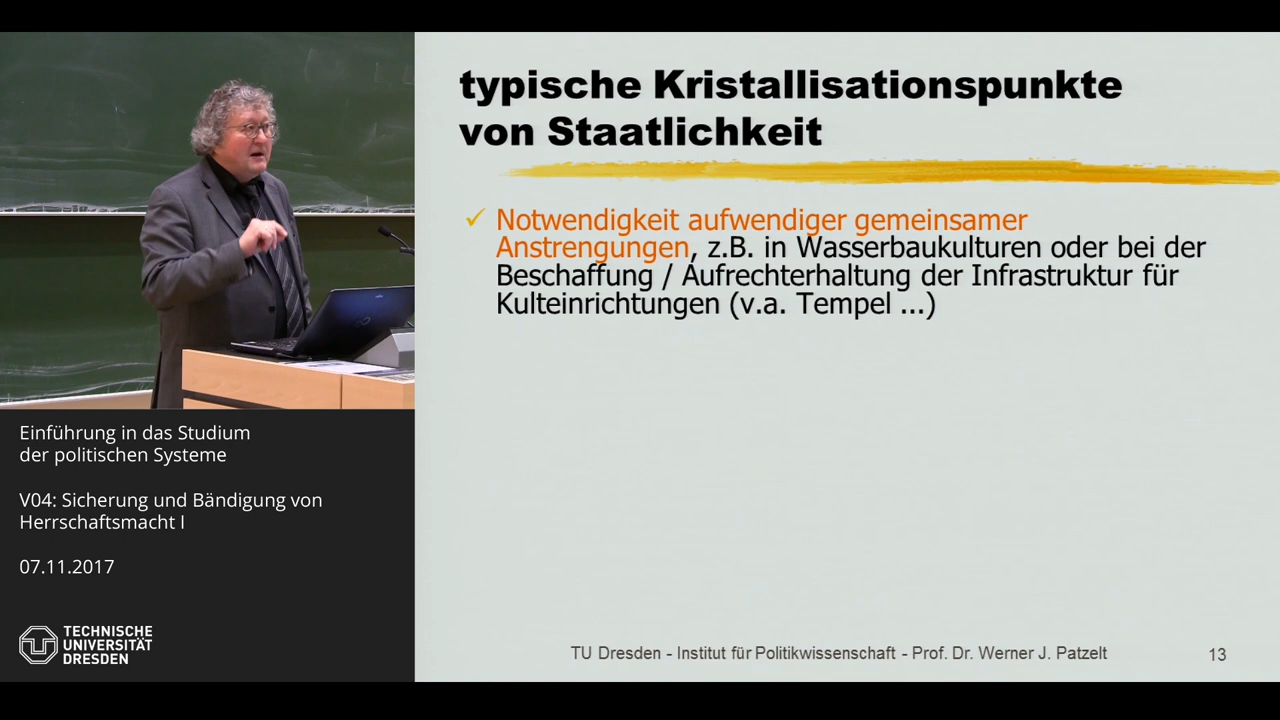 typische Kristallisationspunkte
von Staatlichkeit
✓ Notwendigkeit aufwendiger gemeinsamer
Anstrengungen, z.B. in Wasserbaukulturen oder bei der
Beschaffung / Aufrechterhaltung der Infrastruktur für
Kulteinrichtungen (v.a. Tempel ...)
Einführung in das Studium
der politischen Systeme
V04: Sicherung und Bändigung von
Herrschaftsmacht I
07.11.2017
TECHNISCHE
UNIVERSITÄT
DRESDEN
TU Dresden - Institut für Politikwissenschaft - Prof. Dr. Werner J. Patzelt
13